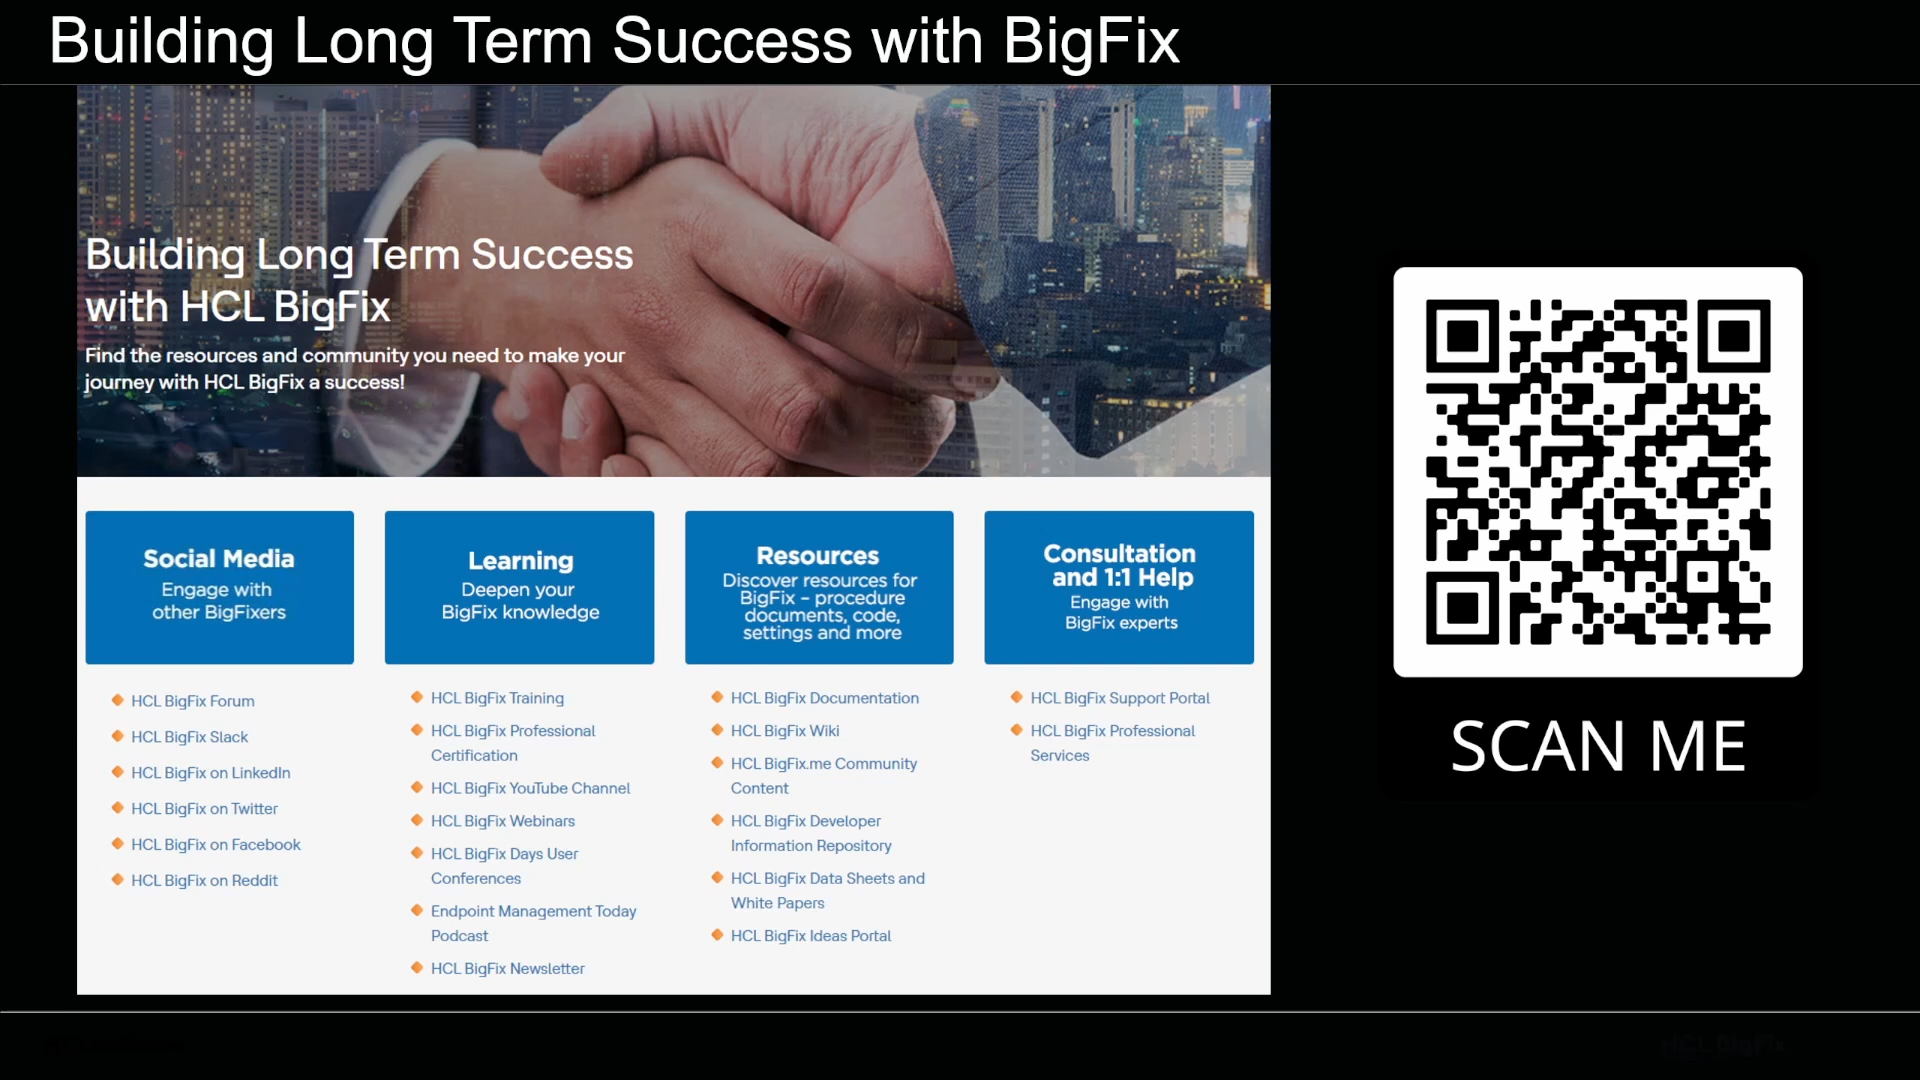 Building Long Term Success with BigFix
Building Long Term Success
with HCL BigFix
Find the resources and community you need to make your
journey with HCL BigFix a success!
Social Media
Engage with
other BigFixers
HCL BigFix Forum
HCL BigFix Slack
HCL BigFix on LinkedIn
HCL BigFix on Twitter
HCL BigFix on Facebook
HCL BigFix on Reddit
Learning
Deepen your
BigFix knowledge
HCL BigFix Training
HCL BigFix Professional
Certification
HCL BigFix YouTube Channel
HCL BigFix Webinars
HCL BigFix Days User
Conferences
Endpoint Management Today
Podcast
HCL BigFix Newsletter
Resources
Discover resources for
BigFix – procedure
documents, code,
settings and more
HCL BigFix Documentation
HCL BigFix Wiki
HCL BigFix.me Community
Content
HCL BigFix Developer
Information Repository
HCL BigFix Data Sheets and
White Papers
HCL BigFix Ideas Portal
Consultation
and 1:1 Help
Engage with
BigFix experts
HCL BigFix Support Portal
HCL BigFix Professional
Services
SCAN ME
HCL BigFix